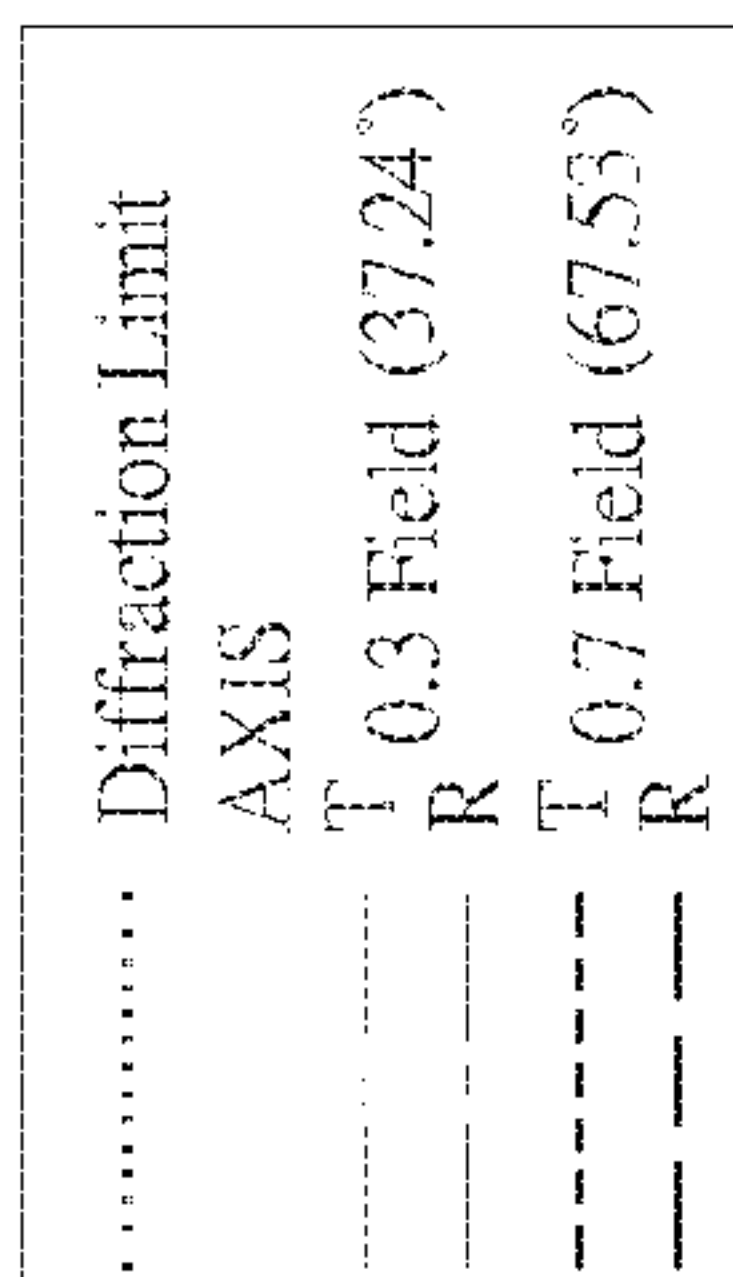 Diffraction Limit
AXIS
T 0.3 Field (37.24°)
R
T 0.7 Field (67.53°)
R